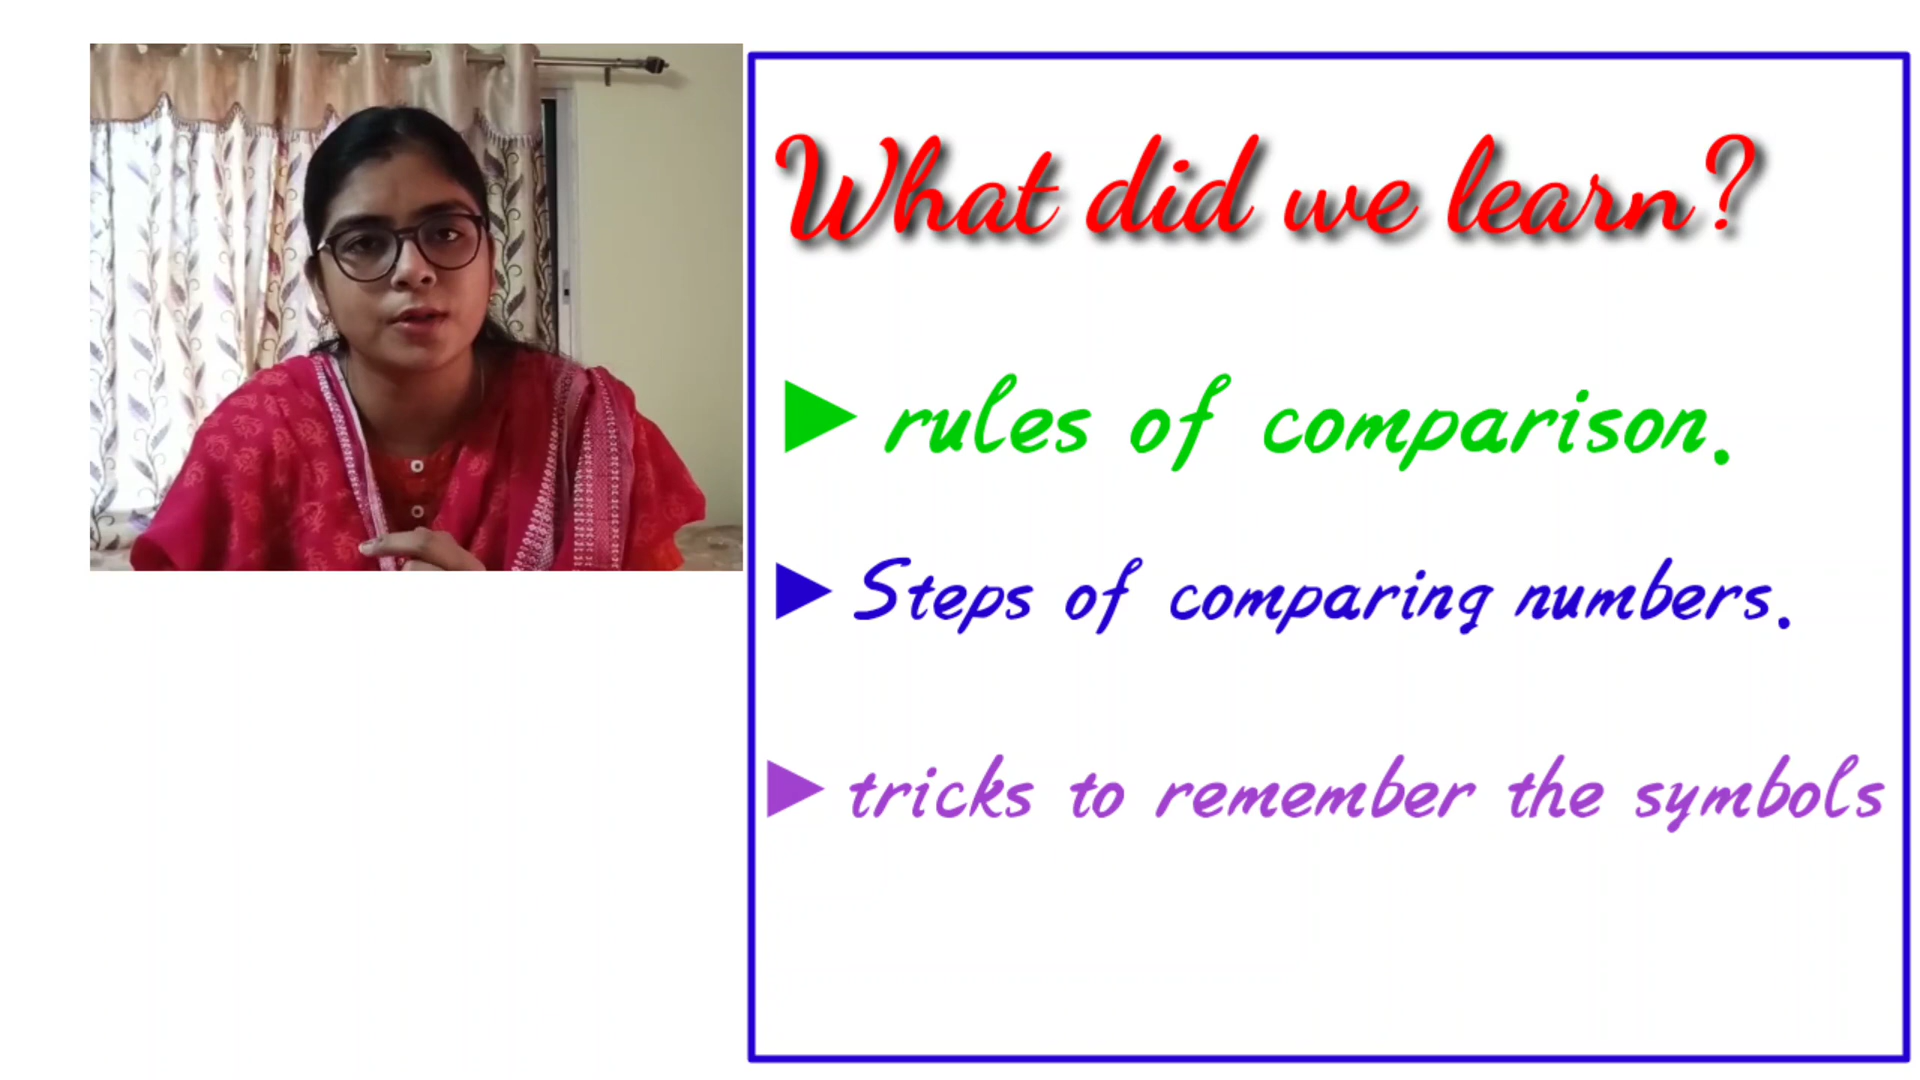 What did we learn?
rules of comparison.
Steps of comparing numbers.
tricks to remember the symbols